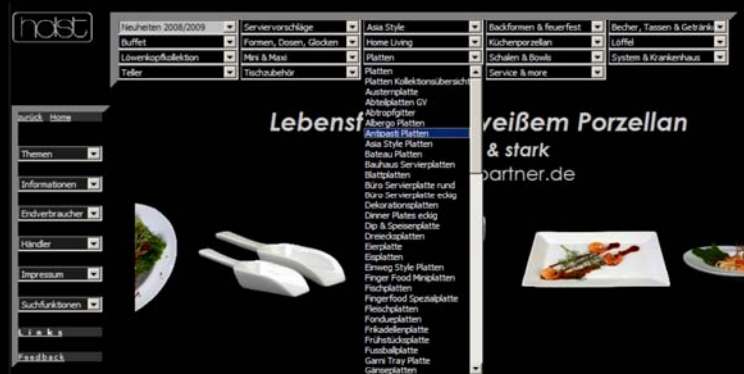 holst
Neuheiten 2008/2009
Serviervorschläge
Asia Style
Backformen & feuerfest
Becher, Tassen & Getränk
Buffet
Formen, Dosen, Glocken
Home Living
Küchenporzellan
Löffel
Löwenkopfkollektion
Mini & Maxi
Platten
Schalen & Bowls
System & Krankenhaus
Teller
Tischzubehör
Service & more
Platten
Platten Kollektionsübersicht
Austernplatte
Abteilplatten GV
Abtropfgitter
Albergo Platten
Antipasti Platten
Asia Style Platten
Bateau Platten
Bauhaus Servierplatten
Blattplatten
Büro Servierplatte rund
Büro Servierplatte eckig
Dekorationsplatten
Dinner Plates eckig
Dip & Speisenplatte
Dreiecksplatten
Eierplatte
Eisplatten
Einweg Style Platten
Finger Food Miniplatten
Fischplatten
Fingerfood Spezialplatte
Fleischplatten
Fondueplatten
Frikadellenplatte
Frühstücksplatte
Fussballplatte
Garni Tray Platte
Gänseplatten
zurück Home
Themen
Informationen
Endverbraucher
Händler
Impressum
Suchfunktionen
Links
Feedback
Lebensf
weißem Porzellan
& stark
partner.de